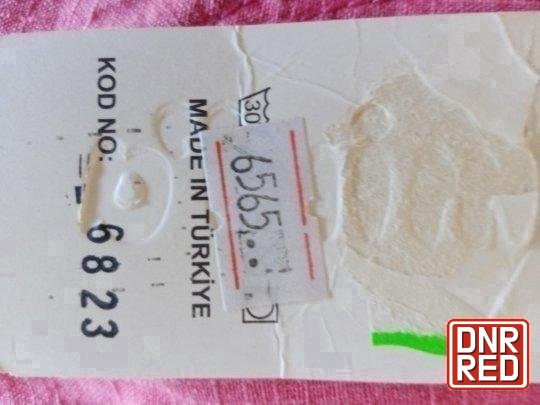 KOD NO:
6823
MADE IN TÜRKİYE
30
6565..
DNR
RED